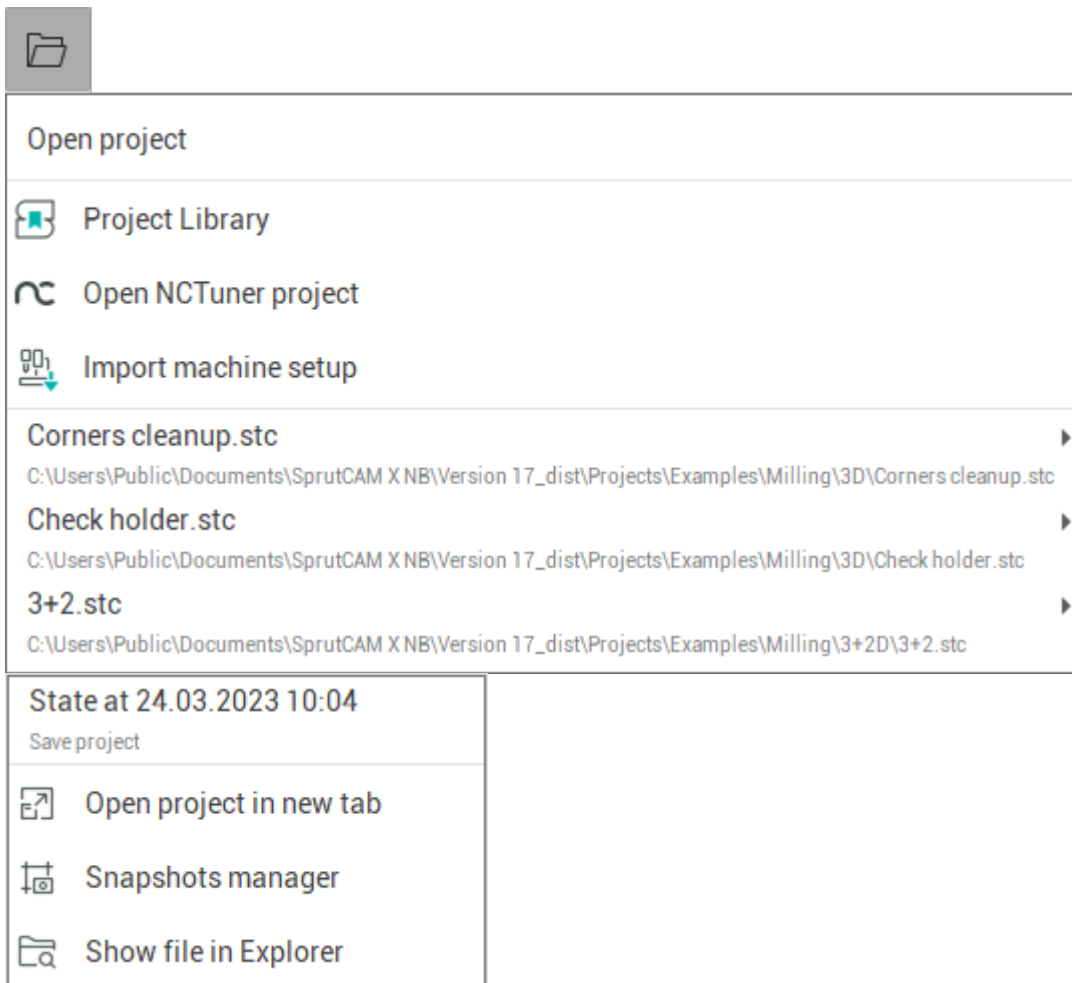 Open project
Project Library
Open NCTuner project
Import machine setup
Corners cleanup.stc
C:\Users\Public\Documents\SprutCAM X NB\Version 17_dist\Projects\Examples\Milling\3D\Corners cleanup.stc
Check holder.stc
C:\Users\Public\Documents\SprutCAM X NB\Version 17_dist\Projects\Examples\Milling\3D\Check holder.stc
3+2.stc
C:\Users\Public\Documents\SprutCAM X NB\Version 17_dist\Projects\Examples\Milling\3+2D\3+2.stc
State at 24.03.2023 10:04
Save project
Open project in new tab
Snapshots manager
Show file in Explorer